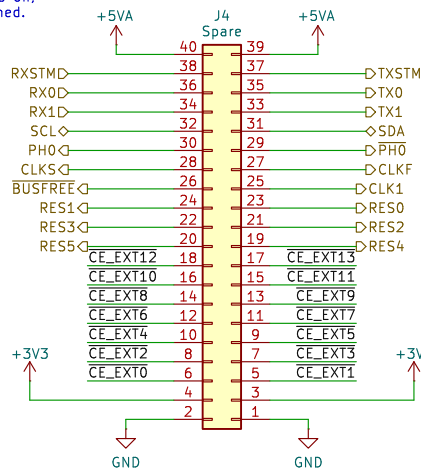 ned.
+5VA J4 +5VA
Spare
40 39
RXSTM 38 37 TXSTM
RX0 36 35 TX0
RX1 34 33 TX1
SCL 32 31 SDA
PH0 30 29 PH0
CLKS 28 27 CLKF
BUSFREE 26 25 CLK1
RES1 24 23 RES0
RES3 22 21 RES2
RES5 20 19 RES4
CE_EXT12 18 17 CE_EXT13
CE_EXT10 16 15 CE_EXT11
CE_EXT8 14 13 CE_EXT9
CE_EXT6 12 11 CE_EXT7
CE_EXT4 10 9 CE_EXT5
CE_EXT2 8 7 CE_EXT3
CE_EXT0 6 5 CE_EXT1
+3V3 4 3 +3V
2 1
GND GND